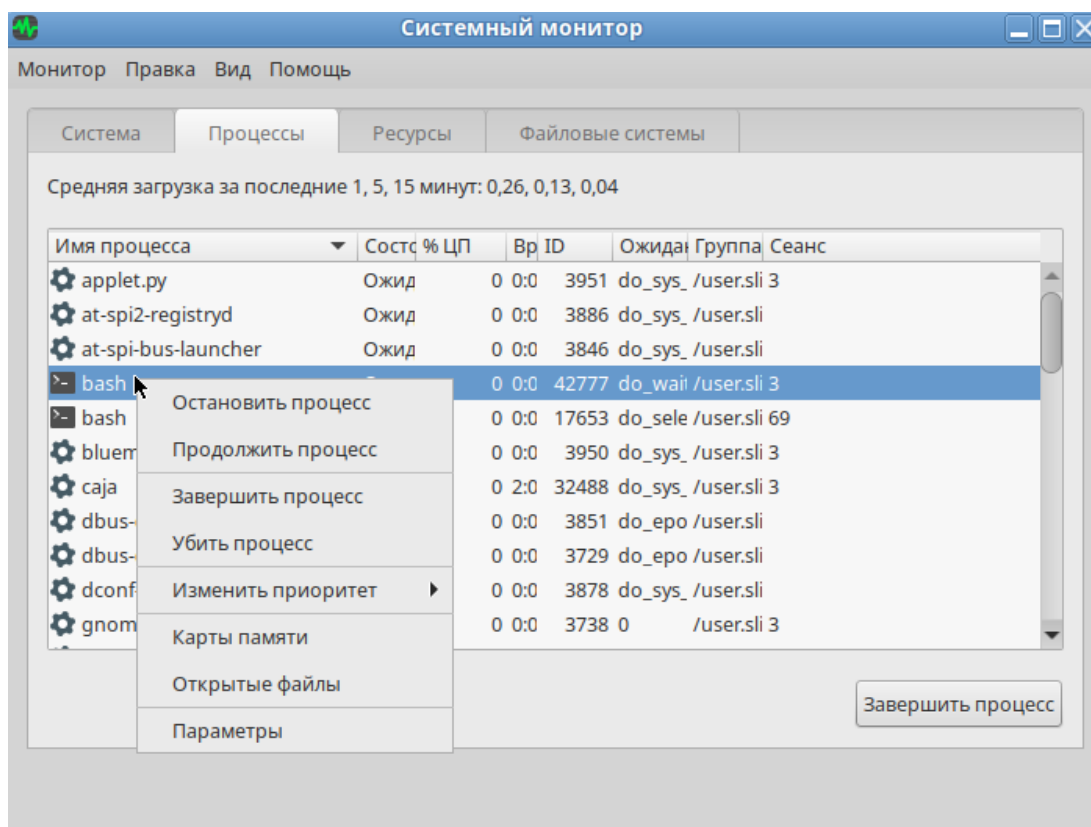 Системный монитор
Монитор Правка Вид Помощь
Система Процессы Ресурсы Файловые системы
Средняя загрузка за последние 1, 5, 15 минут: 0,26, 0,13, 0,04
Имя процесса Состо % ЦП Вр ID Ожидан Группа Сеанс
applet.py Ожид 0 0:0 3951 do_sys_ /user.sli 3
at-spi2-registryd Ожид 0 0:0 3886 do_sys_ /user.sli
at-spi-bus-launcher Ожид 0 0:0 3846 do_sys_ /user.sli
>- bash 0 0:0 42777 do_wait /user.sli 3
>- bash 0 0:0 17653 do_sele /user.sli 69
bluem 0 0:0 3950 do_sys_ /user.sli 3
caja 0 2:0 32488 do_sys_ /user.sli 3
dbus- 0 0:0 3851 do_epo /user.sli
dbus- 0 0:0 3729 do_epo /user.sli
dconf- 0 0:0 3878 do_sys_ /user.sli
gnom 0 0:0 3738 0 /user.sli 3
Остановить процесс
Продолжить процесс
Завершить процесс
Убить процесс
Изменить приоритет
Карты памяти
Открытые файлы
Параметры
Завершить процесс